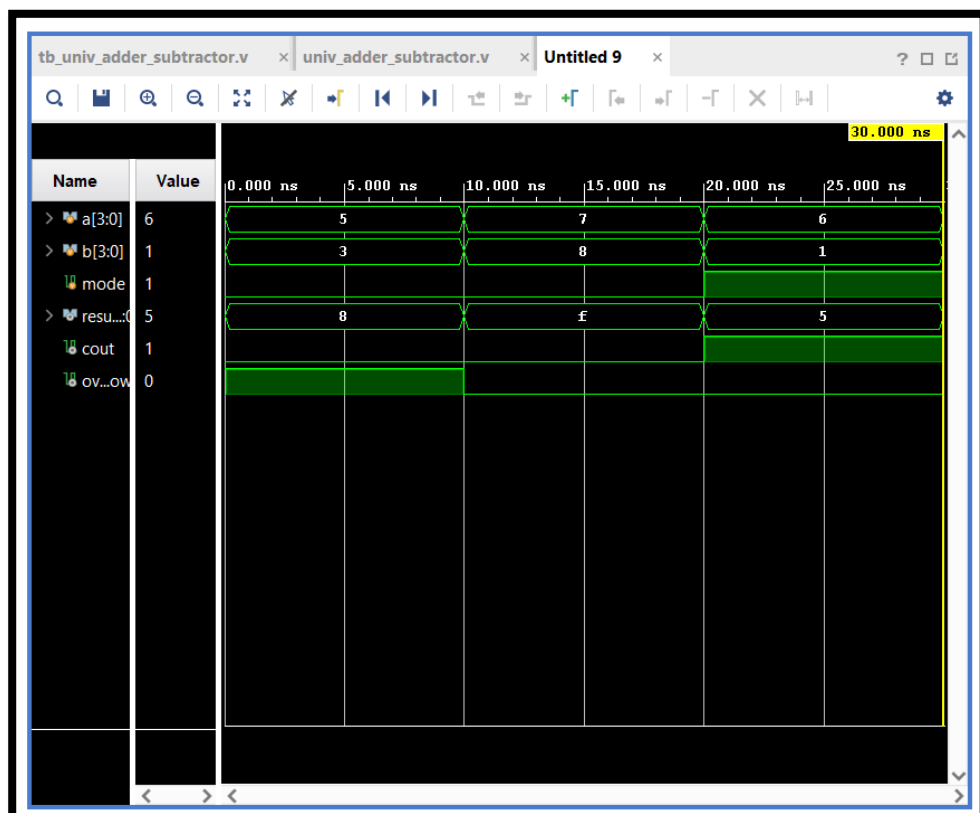 tb_univ_adder_subtractor.v × univ_adder_subtractor.v × Untitled 9 × ?
30.000 ns
Name Value 0.000 ns 5.000 ns 10.000 ns 15.000 ns 20.000 ns 25.000 ns
a[3:0] 6 5 7 6
b[3:0] 1 3 8 1
mode 1
resu...:0 5 8 f 5
cout 1
ov...ow 0